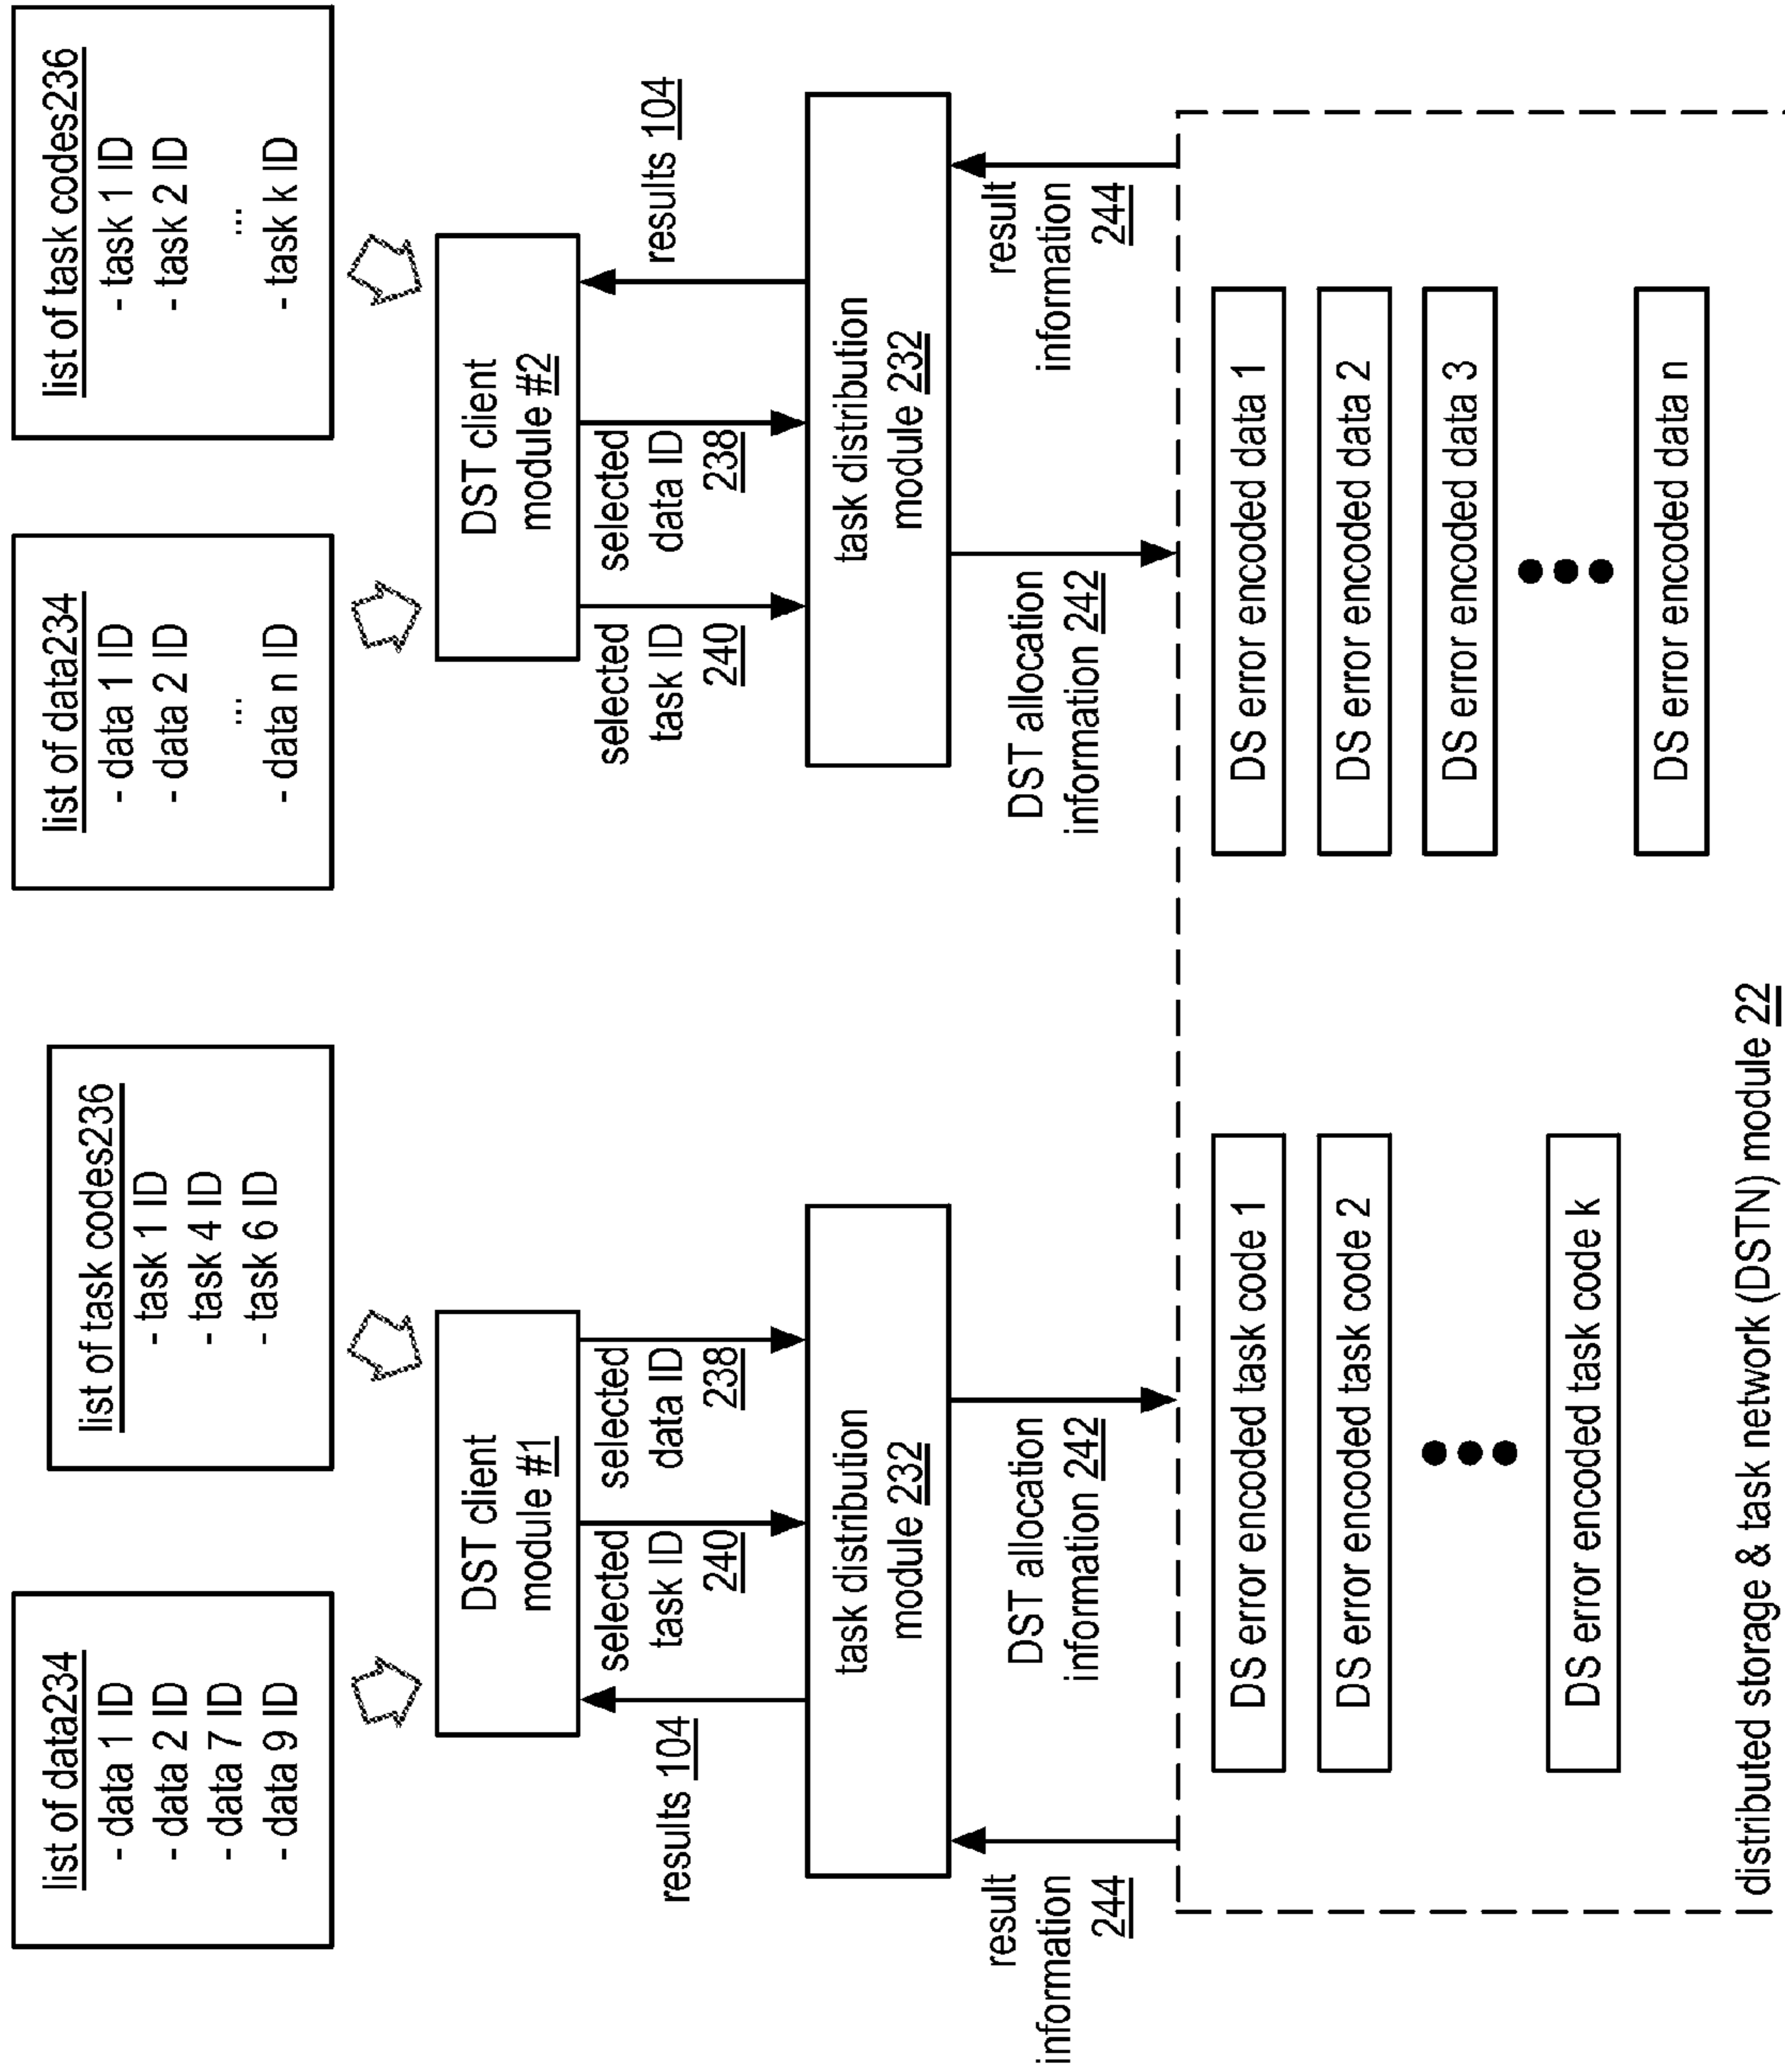 list of data234
- data 1 ID
- data 2 ID
- data 7 ID
- data 9 ID
list of task codes236
- task 1 ID
- task 4 ID
- task 6 ID
list of data234
- data 1 ID
- data 2 ID
...
- data n ID
list of task codes236
- task 1 ID
- task 2 ID
...
- task k ID
DST client
module #1
DST client
module #2
results 104
selected
task ID
240
selected
data ID
238
selected
task ID
240
selected
data ID
238
results 104
task distribution
module 232
task distribution
module 232
result
information
244
DST allocation
information 242
DST allocation
information 242
result
information
244
DS error encoded task code 1
DS error encoded task code 2
DS error encoded task code k
DS error encoded data 1
DS error encoded data 2
DS error encoded data 3
DS error encoded data n
distributed storage & task network (DSTN) module 22